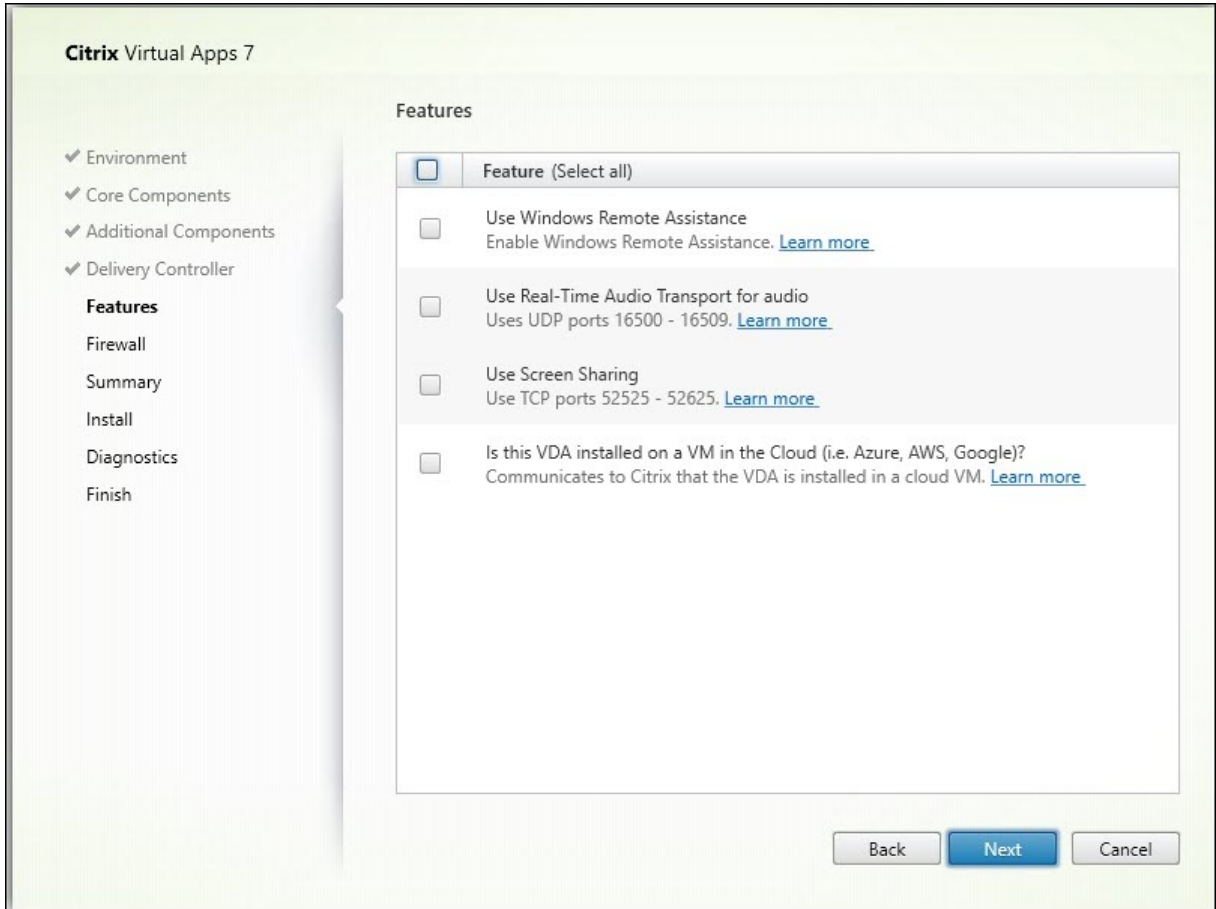 Citrix Virtual Apps 7
Environment
Core Components
Additional Components
Delivery Controller
Features
Firewall
Summary
Install
Diagnostics
Finish
Features
Feature (Select all)
Use Windows Remote Assistance
Enable Windows Remote Assistance. Learn more
Use Real-Time Audio Transport for audio
Uses UDP ports 16500 - 16509. Learn more
Use Screen Sharing
Use TCP ports 52525 - 52625. Learn more
Is this VDA installed on a VM in the Cloud (i.e. Azure, AWS, Google)?
Communicates to Citrix that the VDA is installed in a cloud VM. Learn more
Back Next Cancel